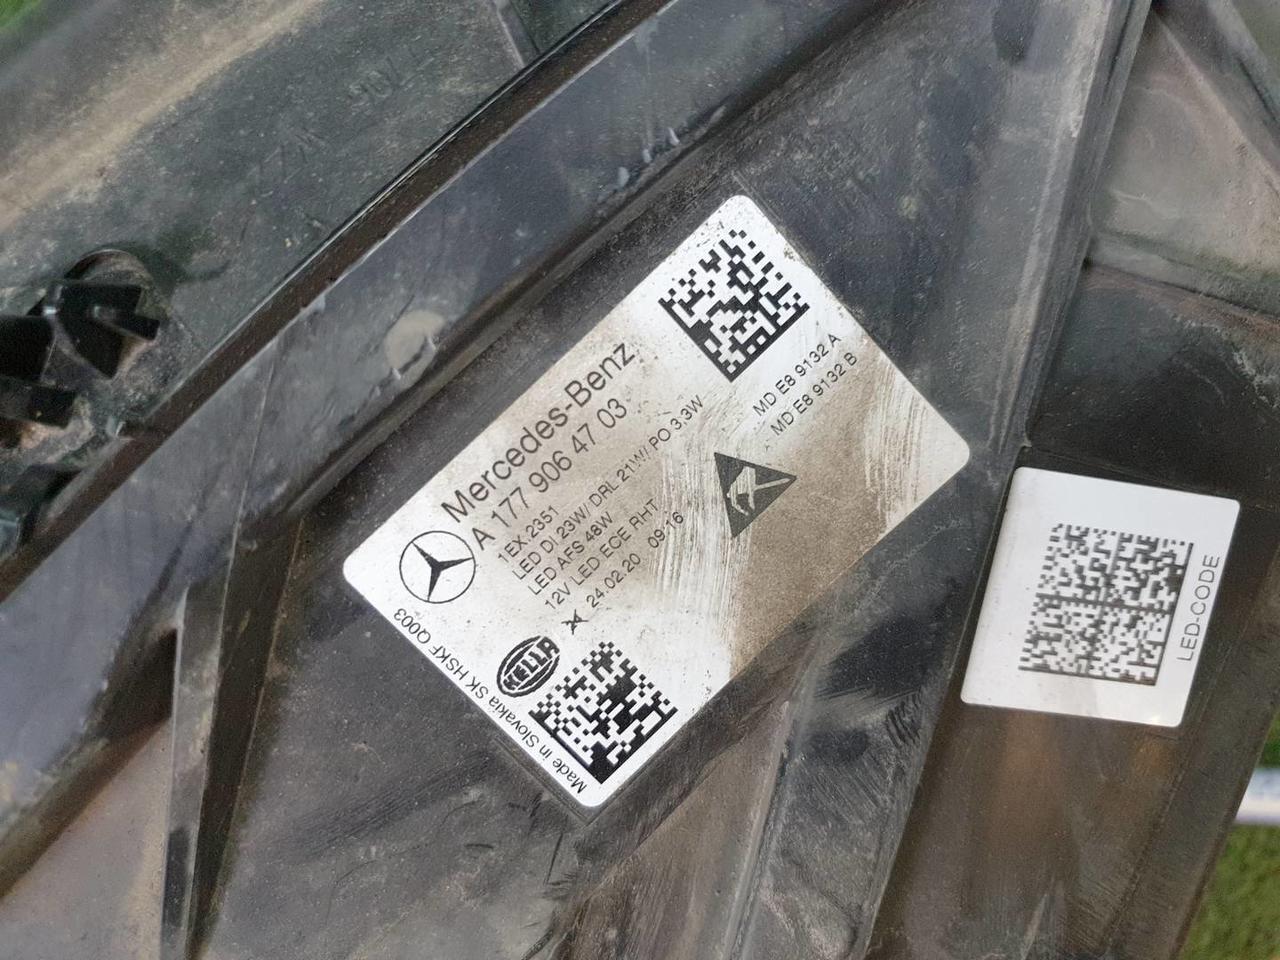 Mercedes-Benz
A 177 906 47 03
1EX 2351
LED DI 23W/ DRL 21W/ PO 3.3W
LED AFS 48W
12V LED ECE RHT
24.02.20 0916
MD E8 9132 A
MD E8 9132 B
HELLA
Made in Slovakia SK HSKF Q003
LED-CODE